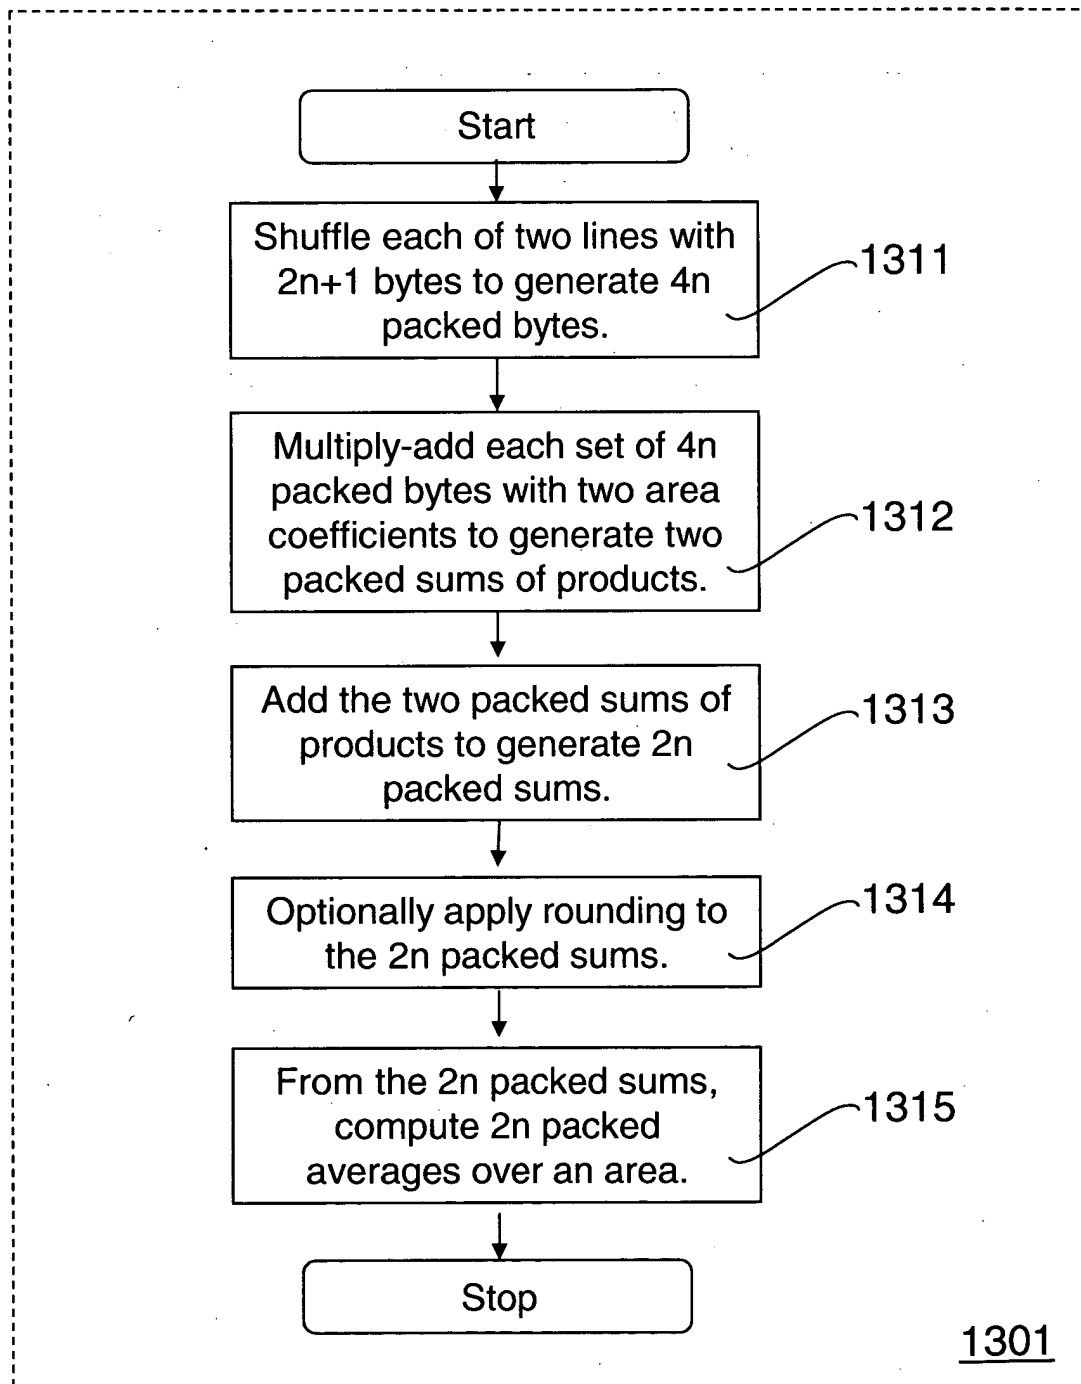 Start
Shuffle each of two lines with
2n+1 bytes to generate 4n
packed bytes.
1311
Multiply-add each set of 4n
packed bytes with two area
coefficients to generate two
packed sums of products.
1312
Add the two packed sums of
products to generate 2n
packed sums.
1313
Optionally apply rounding to
the 2n packed sums.
1314
From the 2n packed sums,
compute 2n packed
averages over an area.
1315
Stop
1301